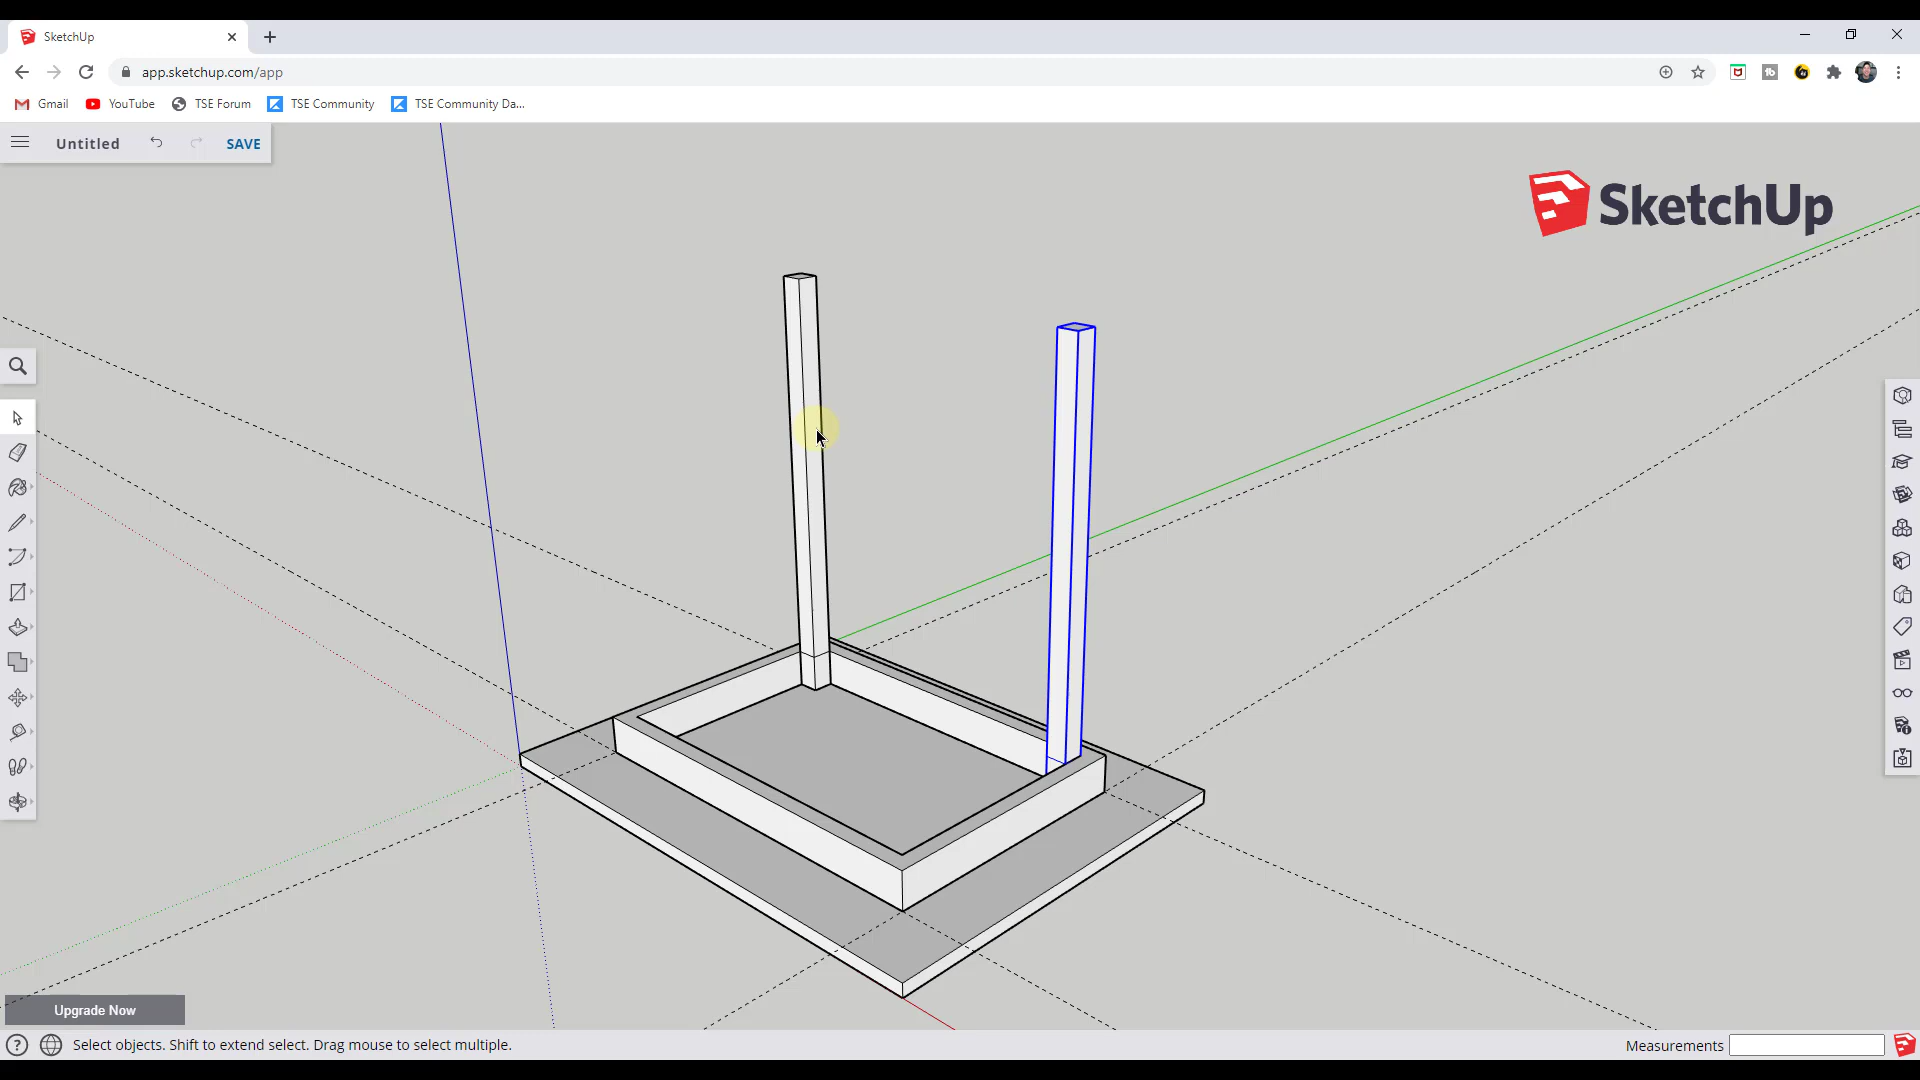 SketchUp
app.sketchup.com/app
Gmail
YouTube
TSE Forum
TSE Community
TSE Community Da...
Untitled
SAVE
SketchUp
Upgrade Now
Select objects. Shift to extend select. Drag mouse to select multiple.
Measurements